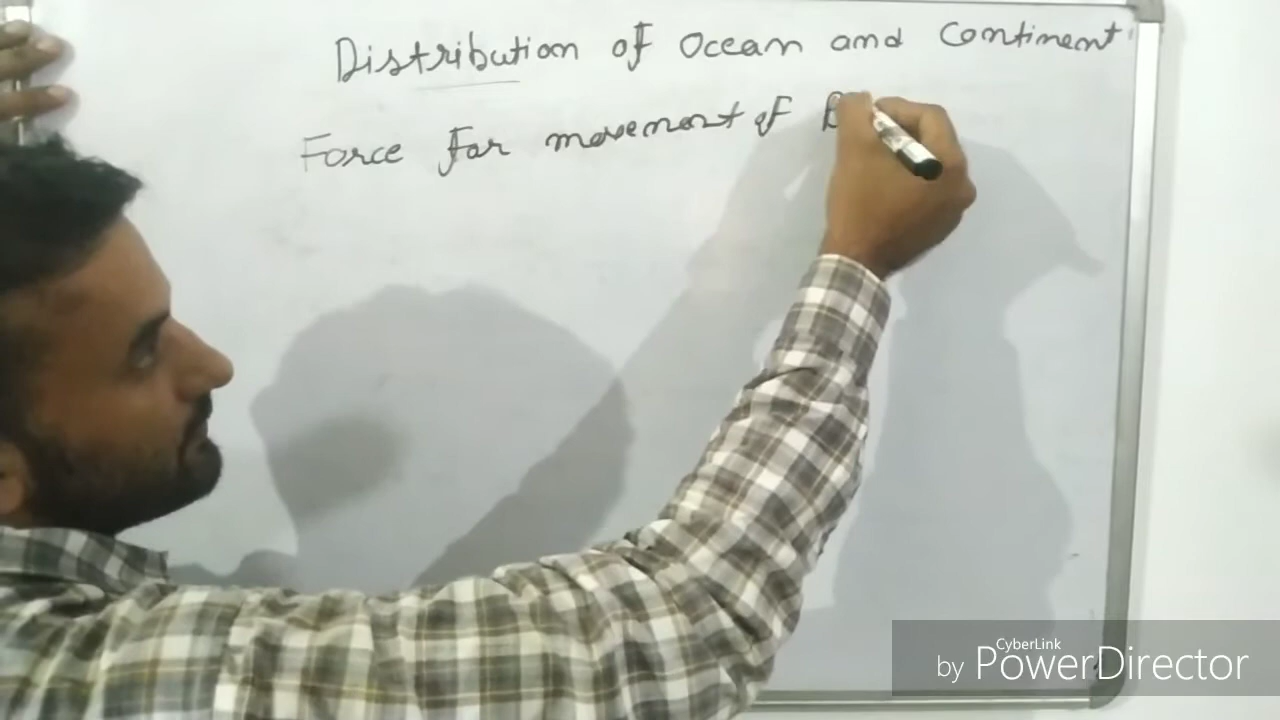 Distribution of Ocean and Continent
Force For movement of
CyberLink
by PowerDirector